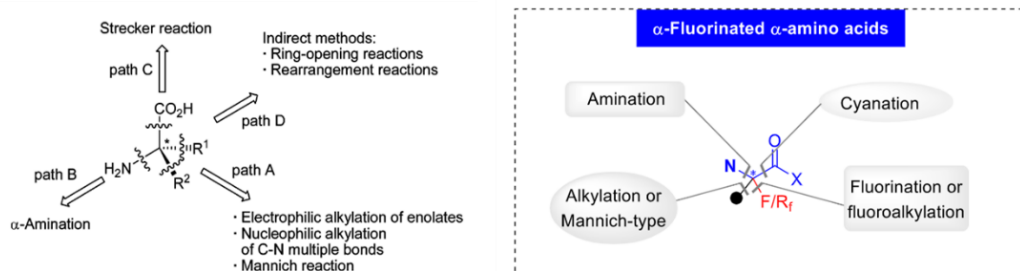 Strecker reaction
path C
Indirect methods:
· Ring-opening reactions
· Rearrangement reactions
path D
CO₂H
*
R¹
R²
H₂N
path B
α-Amination
path A
· Electrophilic alkylation of enolates
· Nucleophilic alkylation
of C-N multiple bonds
· Mannich reaction
α-Fluorinated α-amino acids
Amination
Cyanation
O
N
*
X
F/Rf
Alkylation or
Mannich-type
Fluorination or
fluoroalkylation